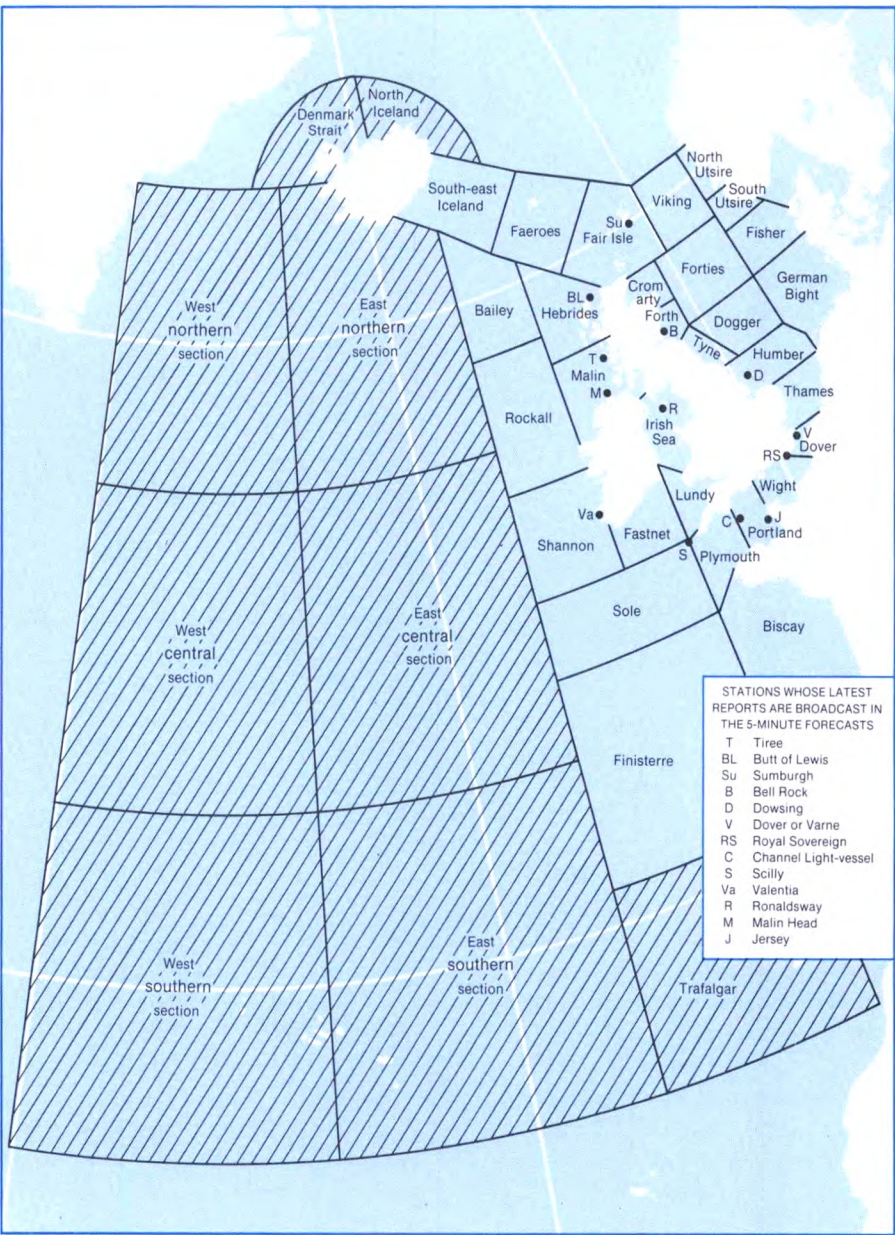 Denmark
Strait
North
Iceland
South-east
Iceland
Faeroes
Su
Fair Isle
Viking
North
Utsire
South
Utsire
Fisher
German
Bight
Forties
Crom
arty
Forth
B
Dogger
Tyne
Humber
D
Thames
BL
Hebrides
Bailey
West
northern
section
East
northern
section
T
Malin
M
Rockall
R
Irish
Sea
V
Dover
RS
Wight
Lundy
C
J
Portland
Va
Shannon
Fastnet
S
Plymouth
Sole
Biscay
West
central
section
East
central
section
Finisterre
STATIONS WHOSE LATEST
REPORTS ARE BROADCAST IN
THE 5-MINUTE FORECASTS
T Tiree
BL Butt of Lewis
Su Sumburgh
B Bell Rock
D Dowsing
V Dover or Varne
RS Royal Sovereign
C Channel Light-vessel
S Scilly
Va Valentia
R Ronaldsway
M Malin Head
J Jersey
West
southern
section
East
southern
section
Trafalgar